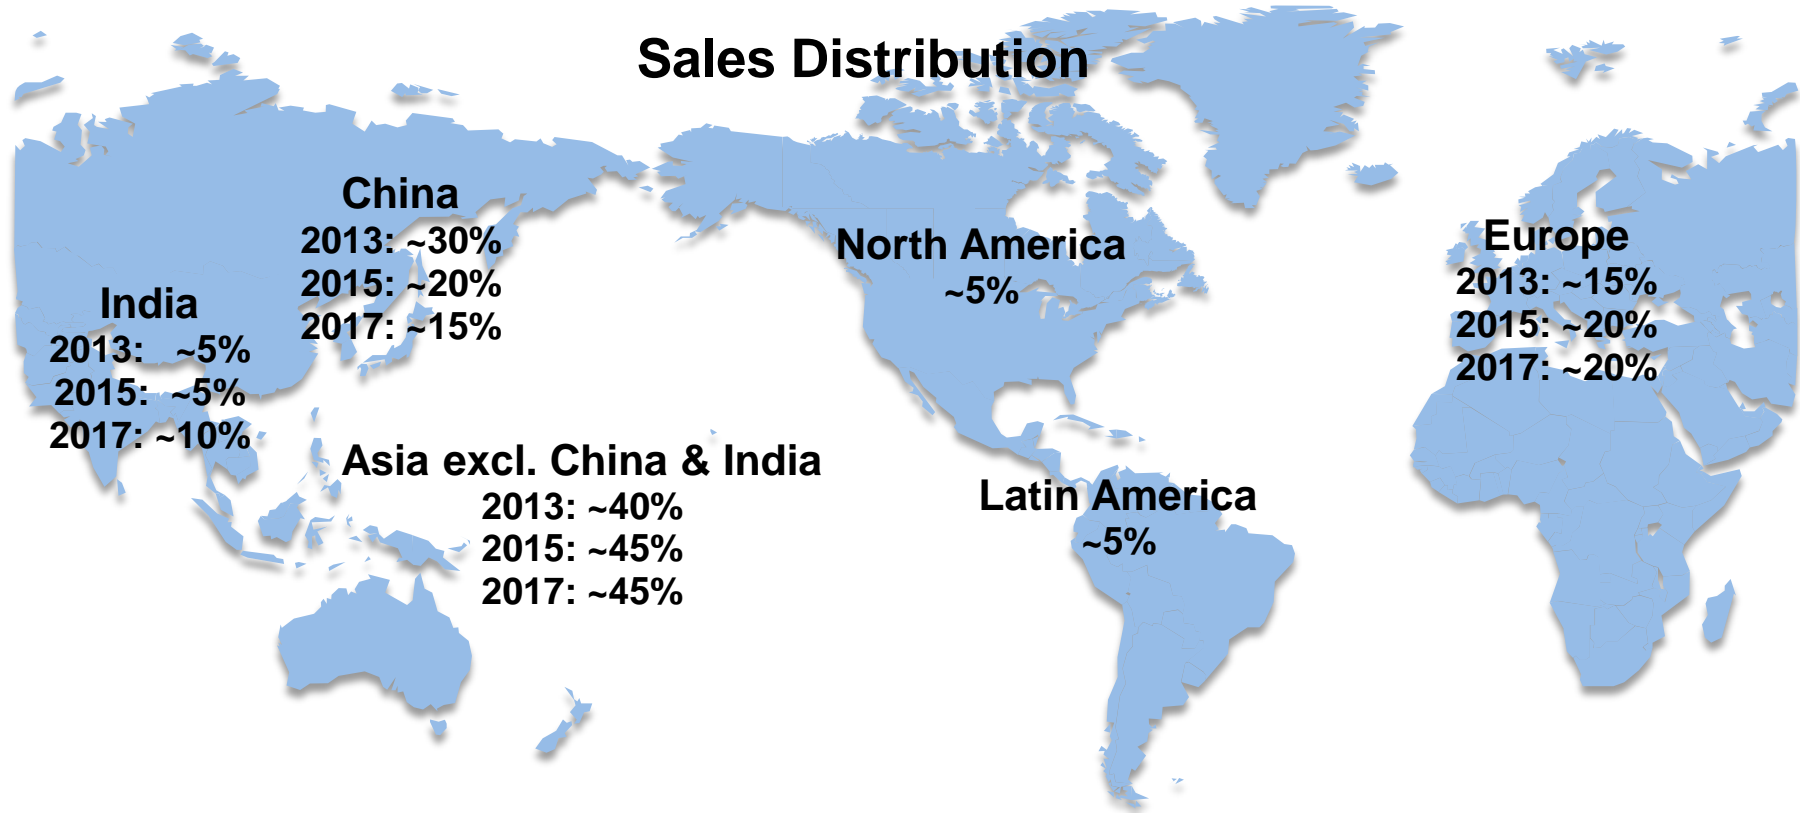 Sales Distribution
China
2013: ~30%
2015: ~20%
2017: ~15%
India
2013: ~5%
2015: ~5%
2017: ~10%
Asia excl. China & India
2013: ~40%
2015: ~45%
2017: ~45%
North America
~5%
Latin America
~5%
Europe
2013: ~15%
2015: ~20%
2017: ~20%